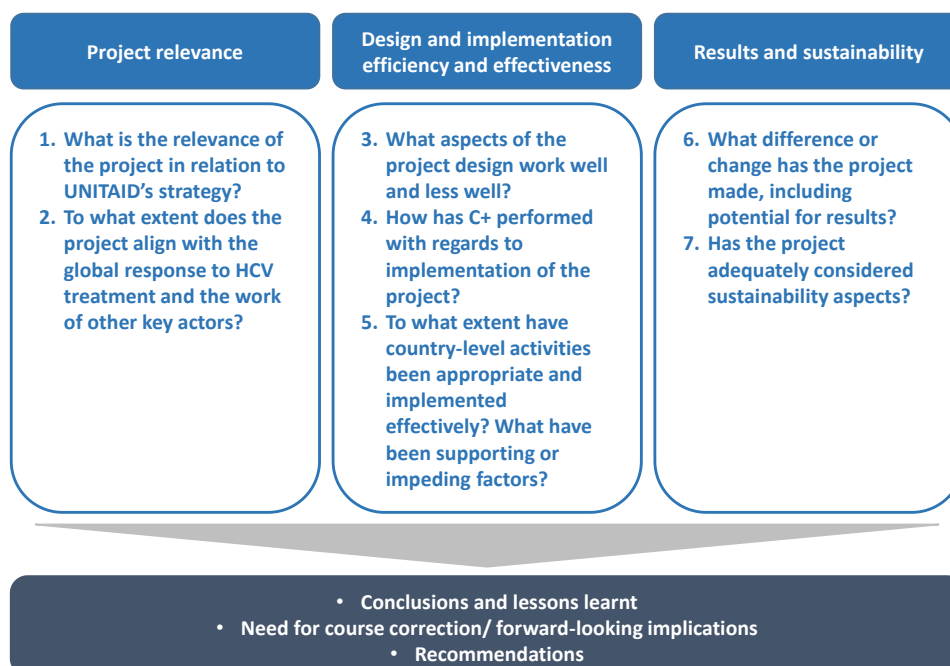 Project relevance
Design and implementation
efficiency and effectiveness
Results and sustainability
1. What is the relevance of
the project in relation to
UNITAID's strategy?
2. To what extent does the
project align with the
global response to HCV
treatment and the work
of other key actors?
3. What aspects of the
project design work well
and less well?
4. How has C+ performed
with regards to
implementation of the
project?
5. To what extent have
country-level activities
been appropriate and
implemented
effectively? What have
been supporting or
impeding factors?
6. What difference or
change has the project
made, including
potential for results?
7. Has the project
adequately considered
sustainability aspects?
• Conclusions and lessons learnt
• Need for course correction/ forward-looking implications
• Recommendations